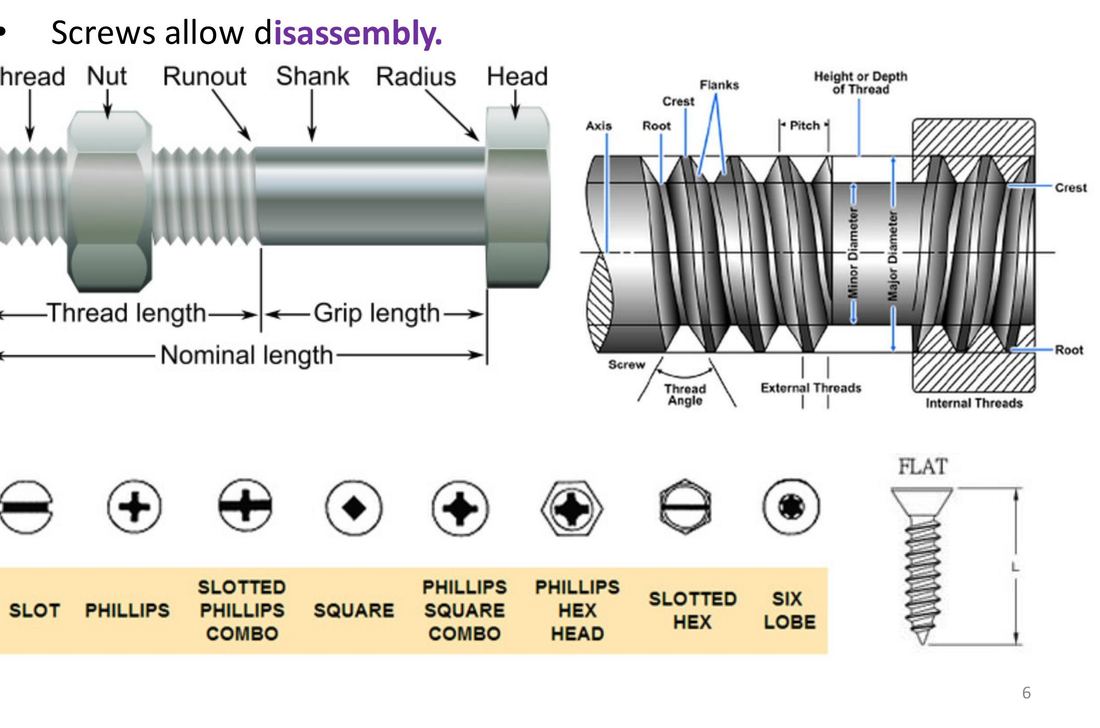 • Screws allow disassembly.
hread Nut Runout Shank Radius Head
Thread length
Grip length
Nominal length
Height or Depth
of Thread
Flanks
Crest
Axis
Root
Pitch
Crest
Minor Diameter
Major Diameter
Root
Screw
Thread
Angle
External Threads
Internal Threads
SLOT
PHILLIPS
SLOTTED
PHILLIPS
COMBO
SQUARE
PHILLIPS
SQUARE
COMBO
PHILLIPS
HEX
HEAD
SLOTTED
HEX
SIX
LOBE
FLAT
L
6